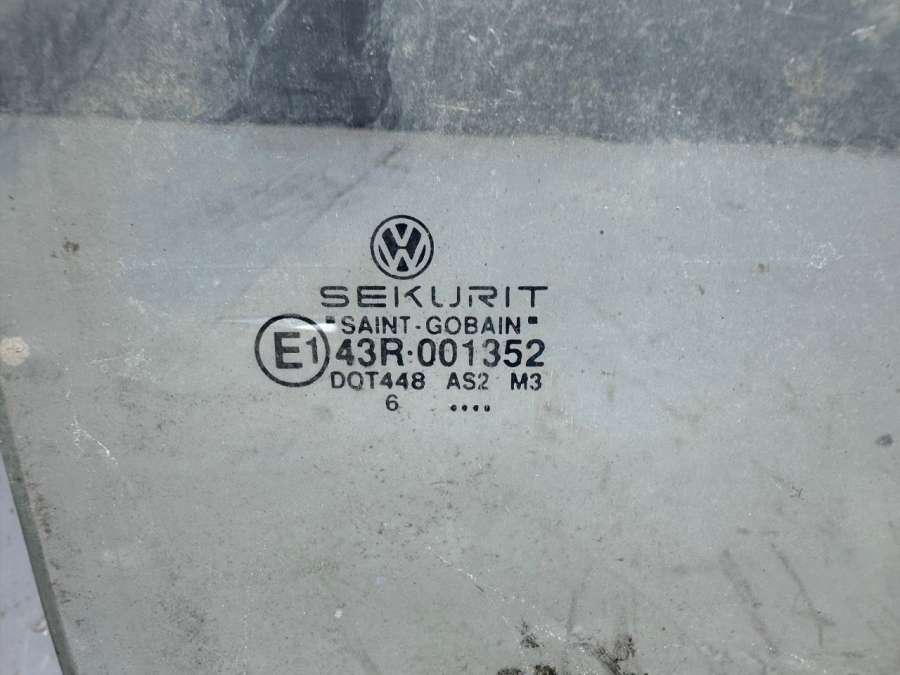 SEKURIT
"SAINT-GOBAIN"
E1 43R·001352
DOT448 AS2 M3
6 ....